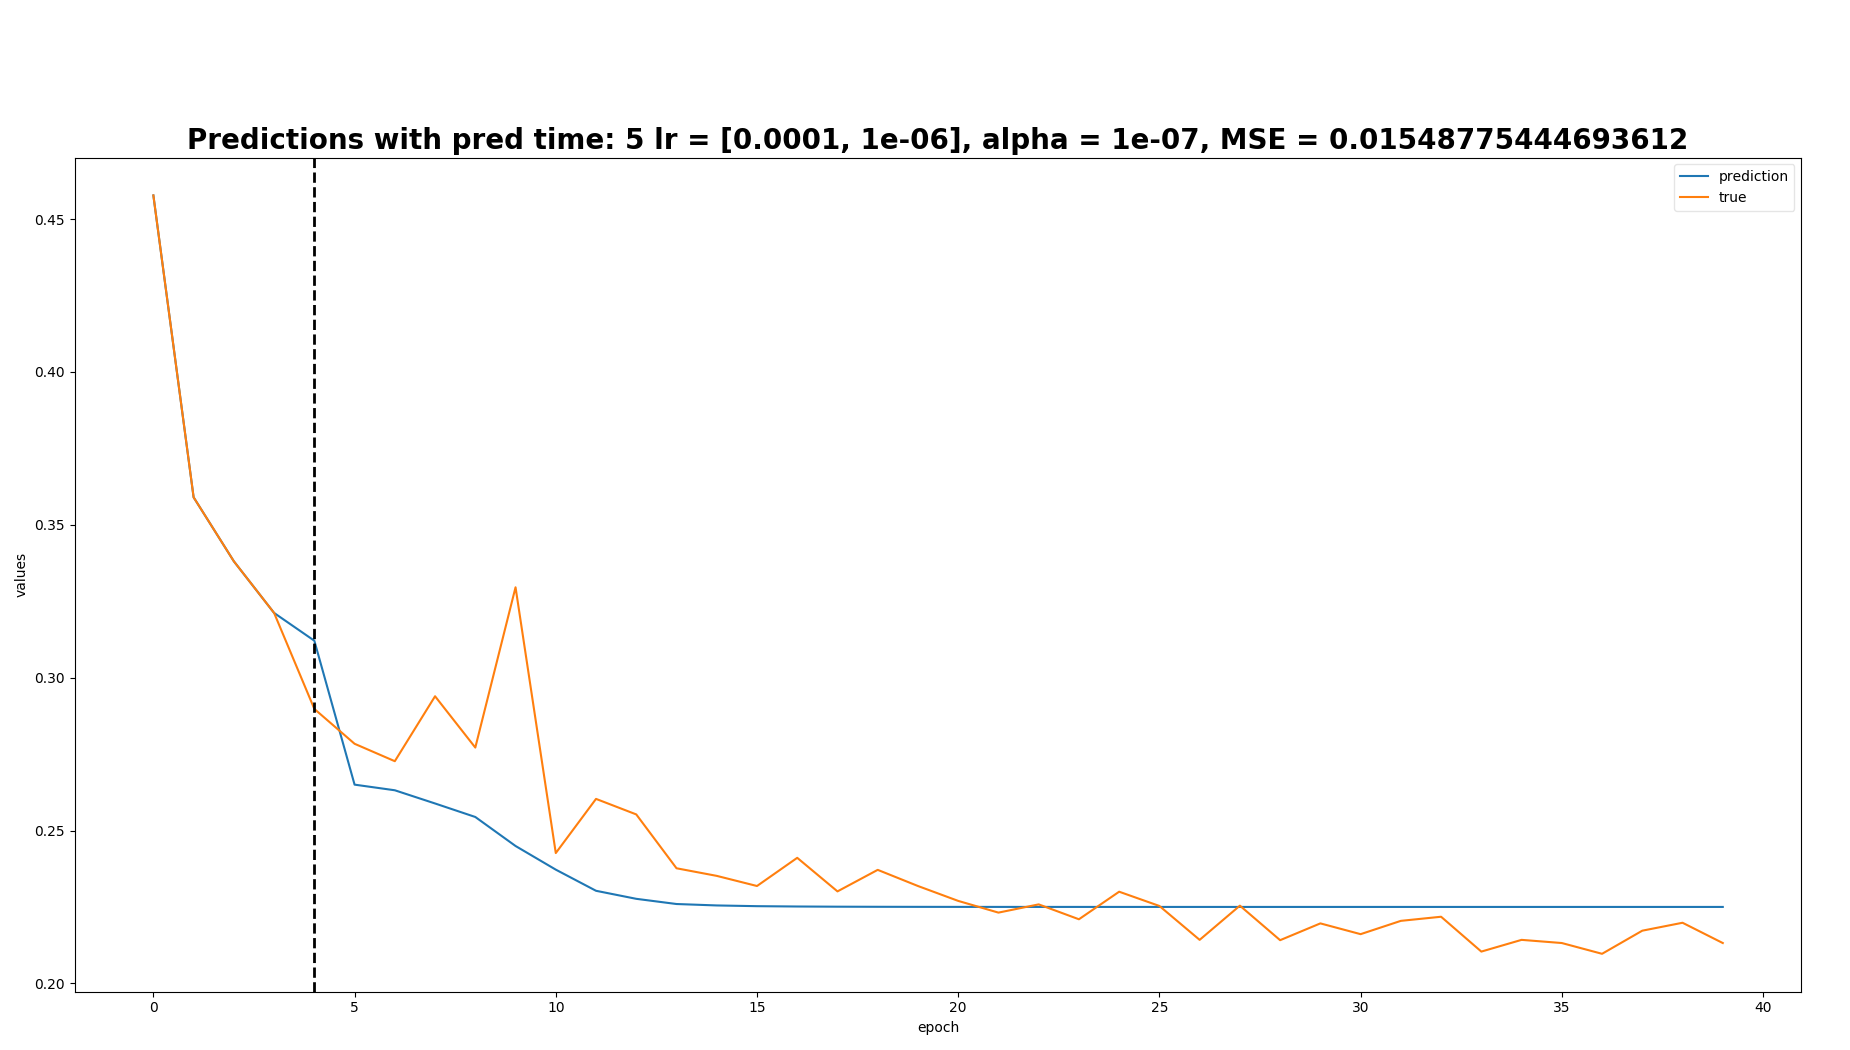 Predictions with pred time: 5 lr = [0.0001, 1e-06], alpha = 1e-07, MSE = 0.01548775444693612
prediction
true
0.45
0.40
0.35
0.30
0.25
0.20
values
0 5 10 15 20 25 30 35 40
epoch